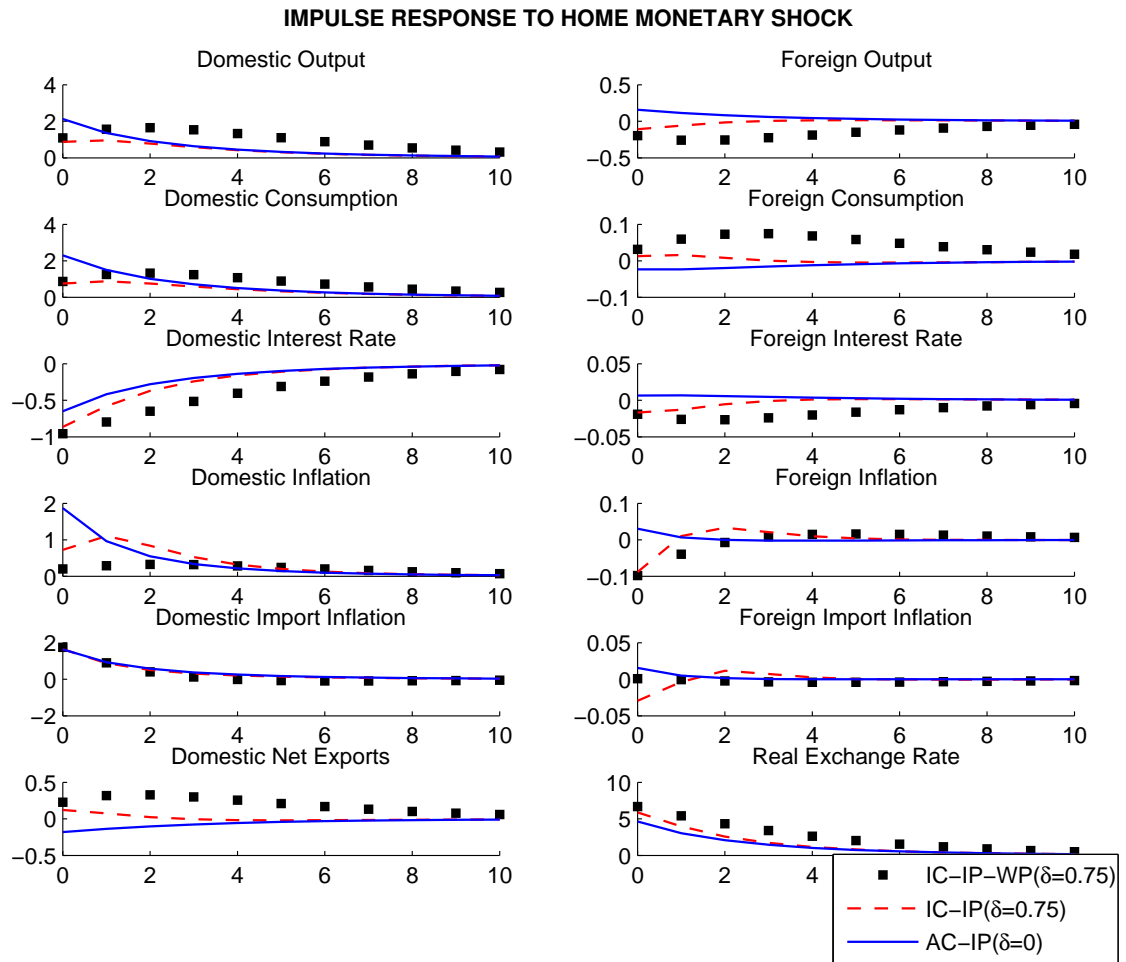 IMPULSE RESPONSE TO HOME MONETARY SHOCK
Domestic Output
4
2
0
0 2 4 6 8 10
Foreign Output
0.5
0
−0.5
0 2 4 6 8 10
Domestic Consumption
4
2
0
0 2 4 6 8 10
Foreign Consumption
0.1
0
−0.1
0 2 4 6 8 10
Domestic Interest Rate
0
−0.5
−1
0 2 4 6 8 10
Foreign Interest Rate
0.05
0
−0.05
0 2 4 6 8 10
Domestic Inflation
2
1
0
0 2 4 6 8 10
Foreign Inflation
0.1
0
−0.1
0 2 4 6 8 10
Domestic Import Inflation
2
0
−2
0 2 4 6 8 10
Foreign Import Inflation
0.05
0
−0.05
0 2 4 6 8 10
Domestic Net Exports
0.5
0
−0.5
0 2 4 6 8 10
Real Exchange Rate
10
5
0
0 2 4 6 8 10
IC−IP−WP(δ=0.75)
IC−IP(δ=0.75)
AC−IP(δ=0)